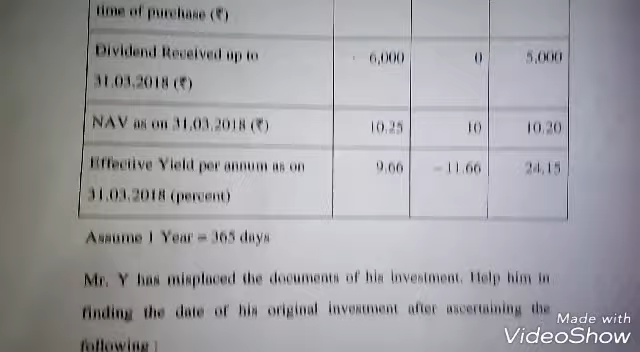 time of purchase (₹)
Dividend Received up to 6,000 0 5,000
31.03.2018 (₹)
NAV as on 31.03.2018 (₹) 10.25 10 10.20
Effective Yield per annum as on 9.66 -11.66 24.15
31.03.2018 (percent)
Assume 1 Year = 365 days
Mr. Y has misplaced the documents of his investment. Help him in
finding the date of his original investment after ascertaining the
following :
Made with
VideoShow